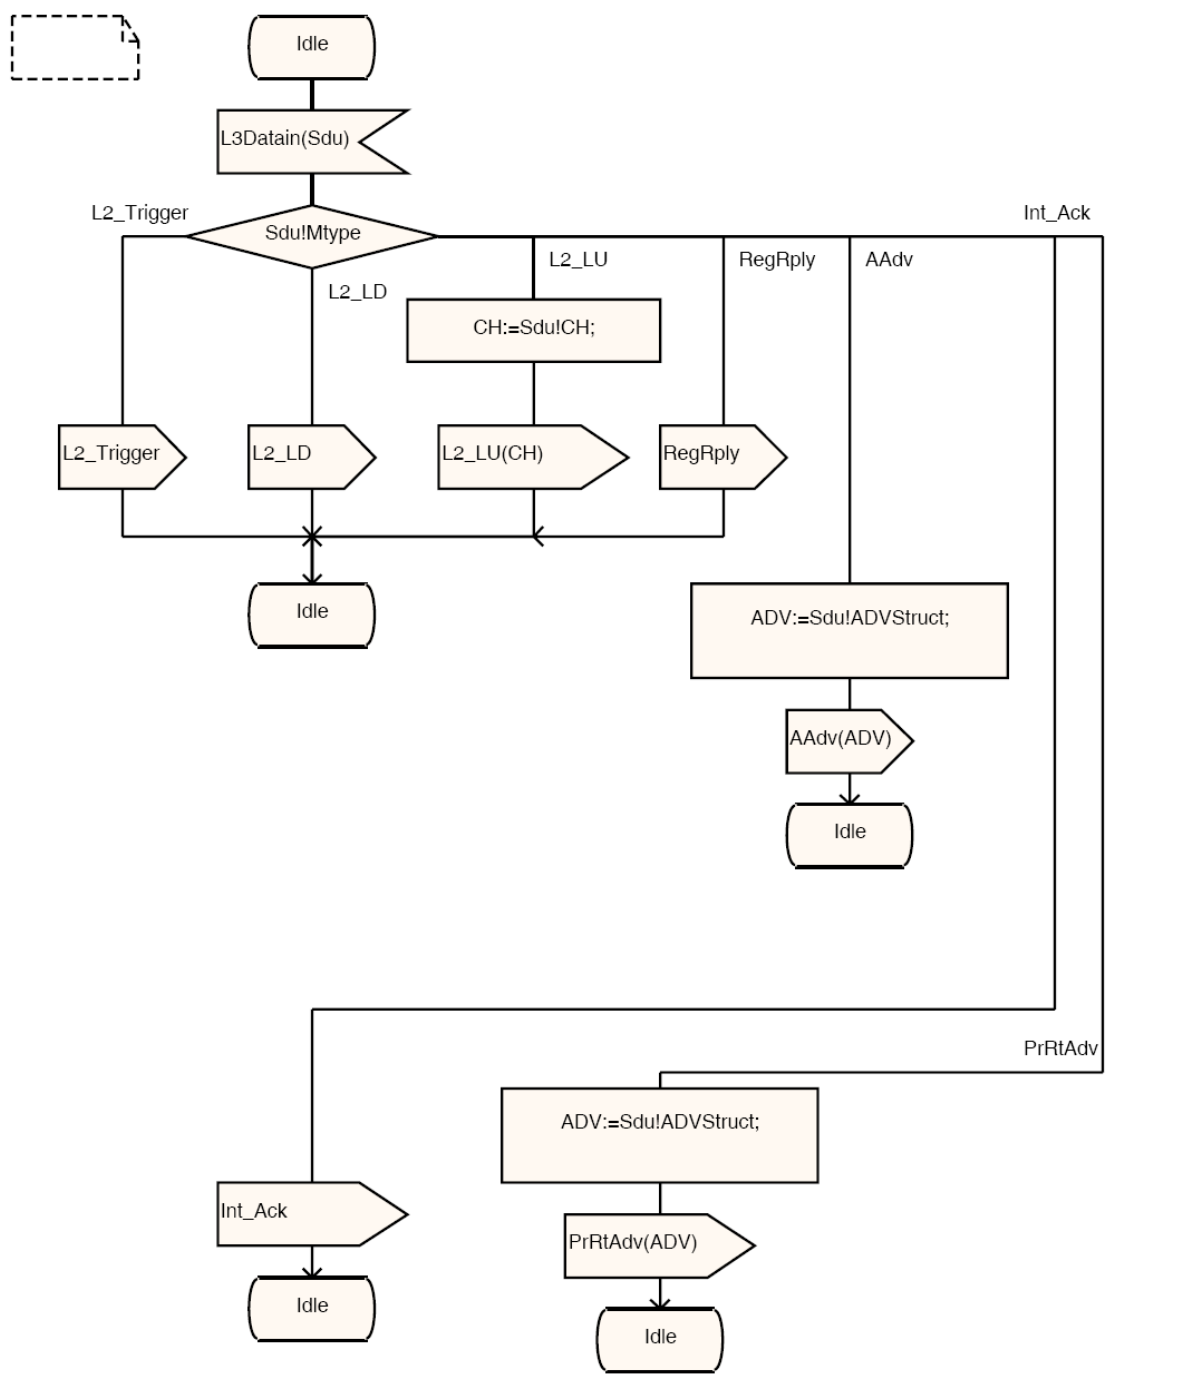 Idle
L3Datain(Sdu)
L2_Trigger
Int_Ack
Sdu!Mtype
L2_LU
RegRply
AAdv
L2_LD
CH:=Sdu!CH;
L2_Trigger
L2_LD
L2_LU(CH)
RegRply
Idle
ADV:=Sdu!ADVStruct;
AAdv(ADV)
Idle
PrRtAdv
ADV:=Sdu!ADVStruct;
Int_Ack
PrRtAdv(ADV)
Idle
Idle